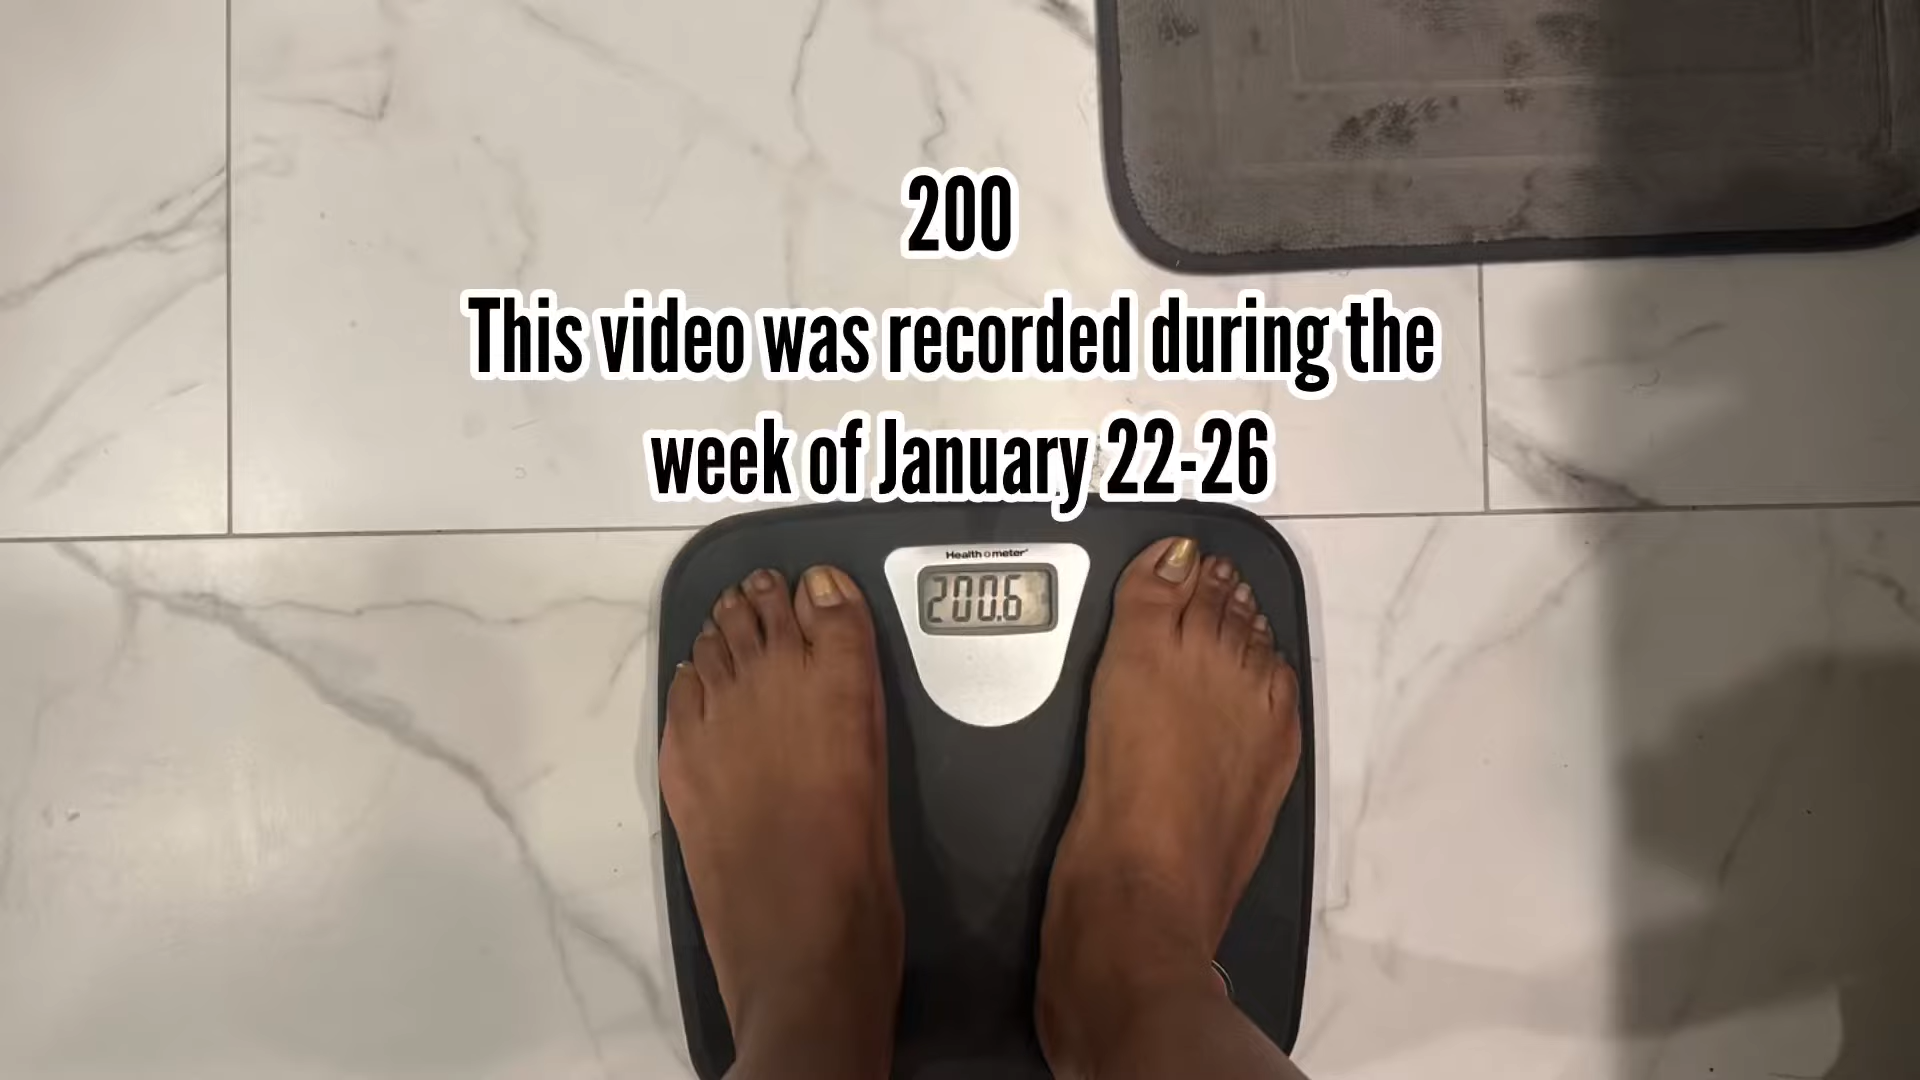 200
This video was recorded during the
week of January 22-26
Health o meter
200.6